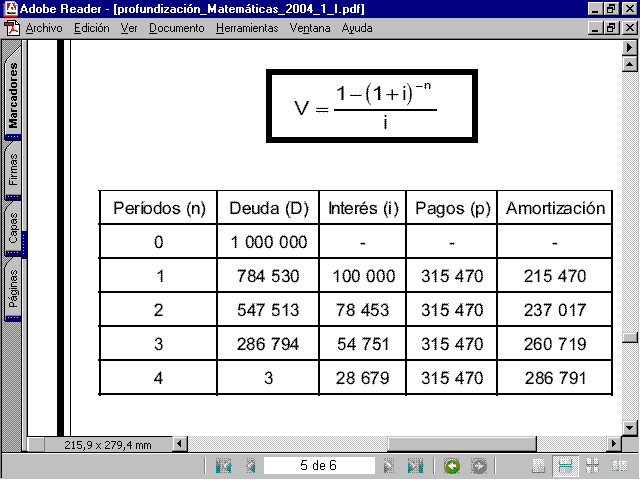 Adobe Reader - [profundización_Matemáticas_2004_1_I.pdf]
Archivo Edición Ver Documento Herramientas Ventana Ayuda
Marcadores
Firmas
Capas
Páginas
V = 1-(1+i)^-n / i
Períodos (n) Deuda (D) Interés (i) Pagos (p) Amortización
0 1 000 000 - - -
1 784 530 100 000 315 470 215 470
2 547 513 78 453 315 470 237 017
3 286 794 54 751 315 470 260 719
4 3 28 679 315 470 286 791
215,9 x 279,4 mm
5 de 6